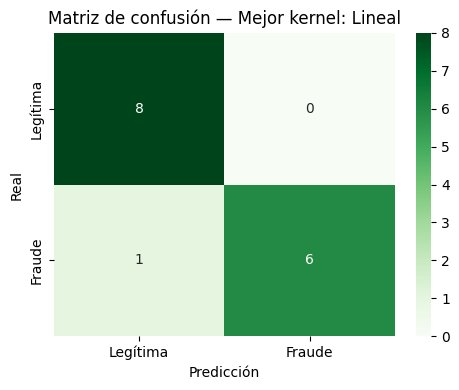 Matriz de confusión — Mejor kernel: Lineal
Real
Legítima
8
0
Fraude
1
6
Legítima
Fraude
Predicción
8
7
6
5
4
3
2
1
0